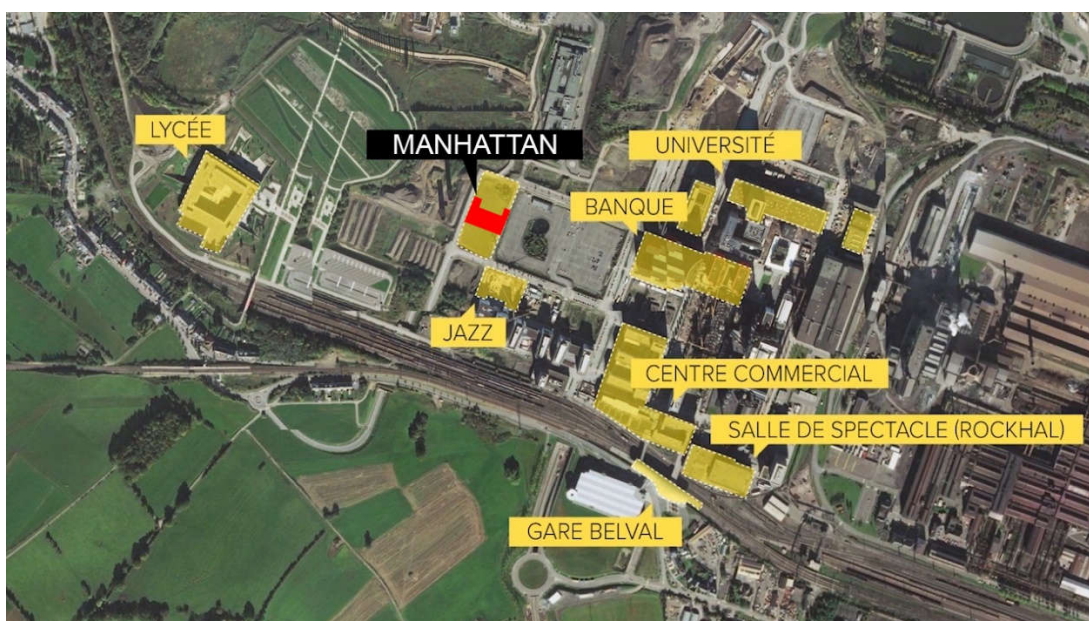 LYCÉE
MANHATTAN
UNIVERSITÉ
BANQUE
JAZZ
CENTRE COMMERCIAL
SALLE DE SPECTACLE (ROCKHAL)
GARE BELVAL